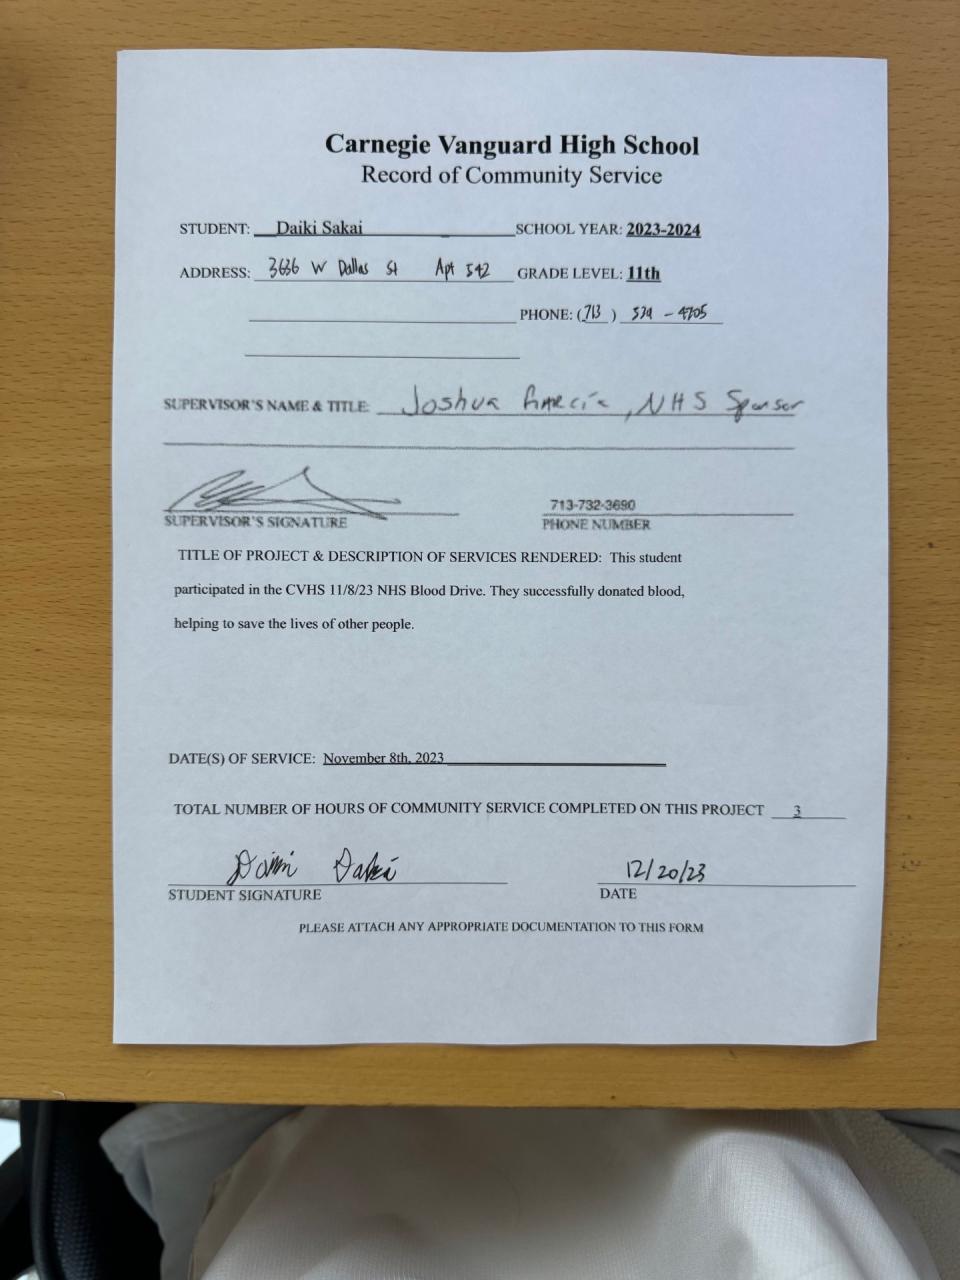 Carnegie Vanguard High School
Record of Community Service
STUDENT: Daiki Sakai SCHOOL YEAR: 2023-2024
ADDRESS: 3636 W Dallas St Apt 542 GRADE LEVEL: 11th
PHONE: (713)
SUPERVISOR'S NAME & TITLE: Joshua , NHS Sponsor
713-732-3690
SUPERVISOR'S SIGNATURE PHONE NUMBER
TITLE OF PROJECT & DESCRIPTION OF SERVICES RENDERED: This student
participated in the CVHS 11/8/23 NHS Blood Drive. They successfully donated blood,
helping to save the lives of other people.
DATE(S) OF SERVICE: November 8th, 2023
TOTAL NUMBER OF HOURS OF COMMUNITY SERVICE COMPLETED ON THIS PROJECT 3
12/20/23
STUDENT SIGNATURE DATE
PLEASE ATTACH ANY APPROPRIATE DOCUMENTATION TO THIS FORM